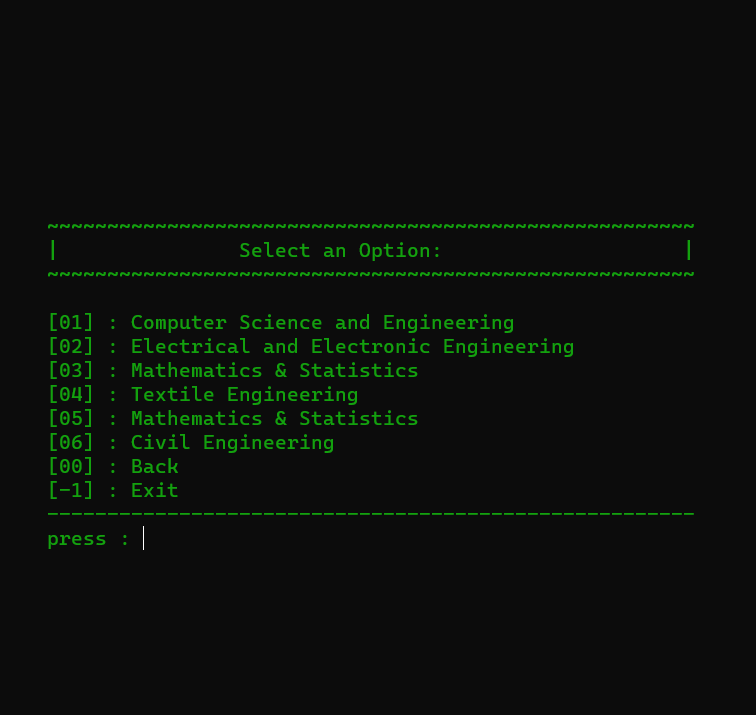 ~~~~~~~~~~~~~~~~~~~~~~~~~~~~~~~~~~~~~~~~~~~~~~~~~~~~~~
|               Select an Option:                    |
~~~~~~~~~~~~~~~~~~~~~~~~~~~~~~~~~~~~~~~~~~~~~~~~~~~~~~
[01] : Computer Science and Engineering
[02] : Electrical and Electronic Engineering
[03] : Mathematics & Statistics
[04] : Textile Engineering
[05] : Mathematics & Statistics
[06] : Civil Engineering
[00] : Back
[-1] : Exit
------------------------------------------------------
press :